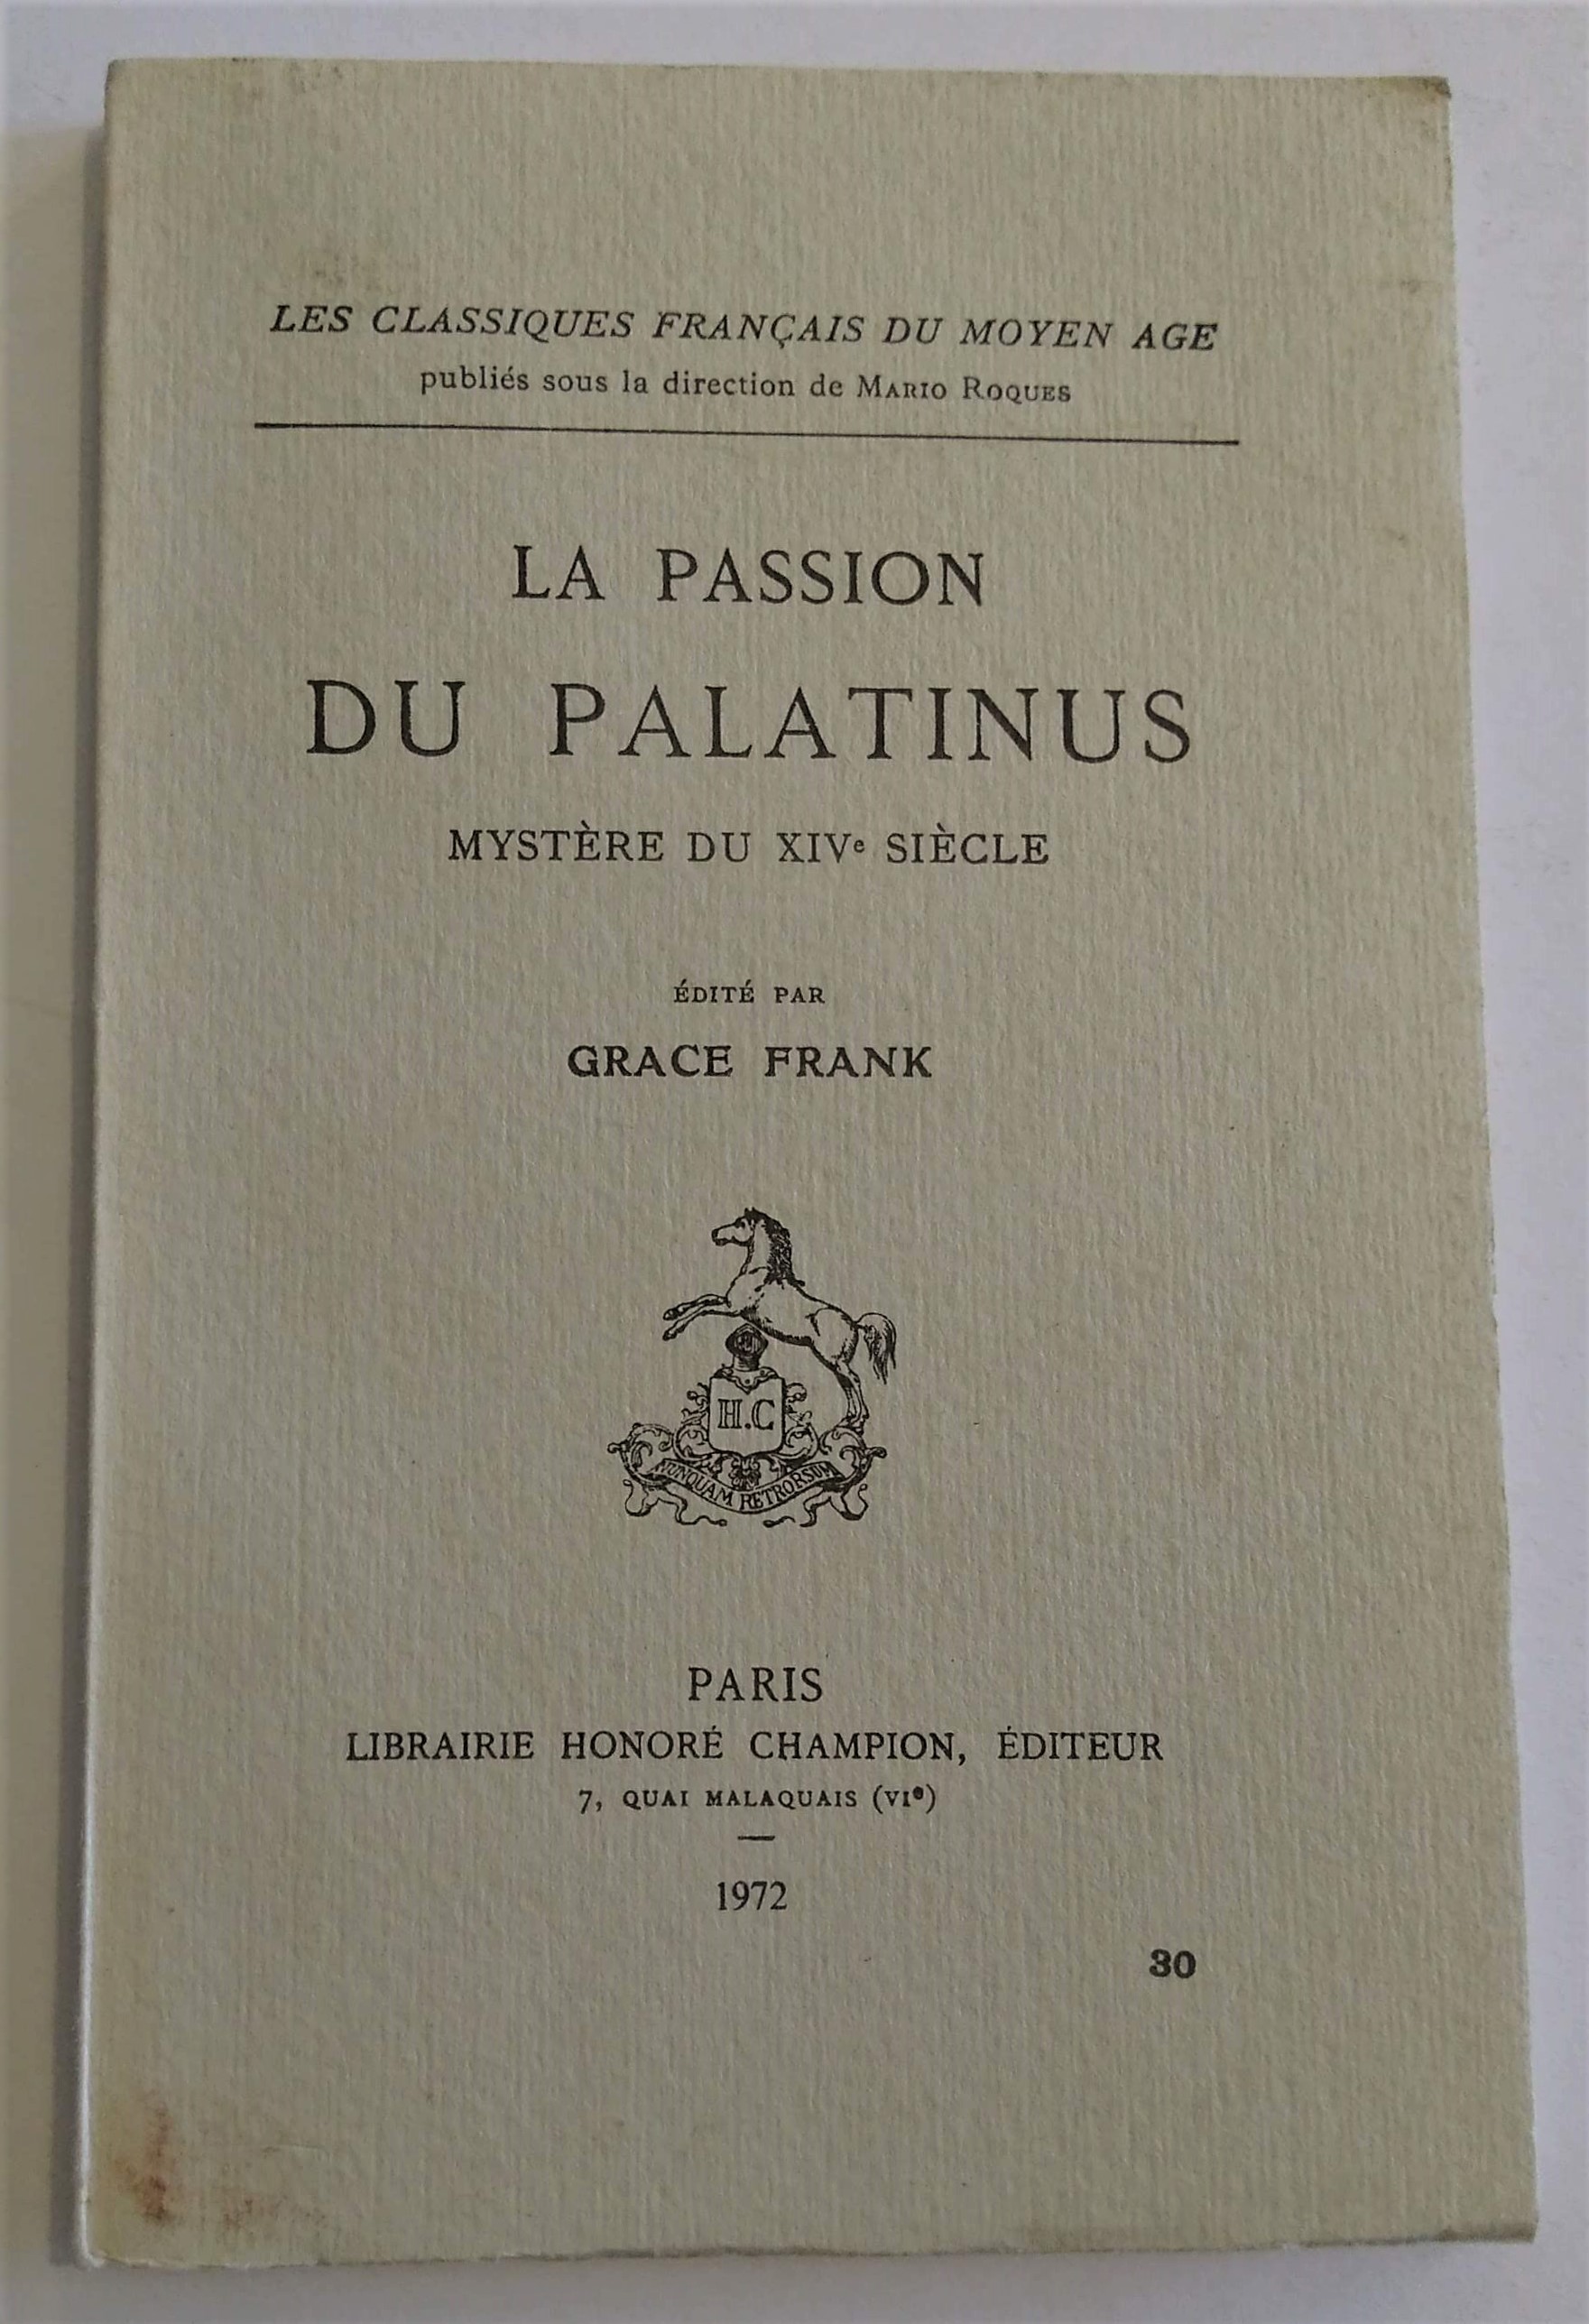 LES CLASSIQUES FRANÇAIS DU MOYEN AGE
publiés sous la direction de MARIO ROQUES
LA PASSION
DU PALATINUS
MYSTÈRE DU XIVe SIÈCLE
ÉDITÉ PAR
GRACE FRANK
H.C
NUNQUAM RETRORSUM
PARIS
LIBRAIRIE HONORÉ CHAMPION, ÉDITEUR
7, QUAI MALAQUAIS (VIe)
1972
30